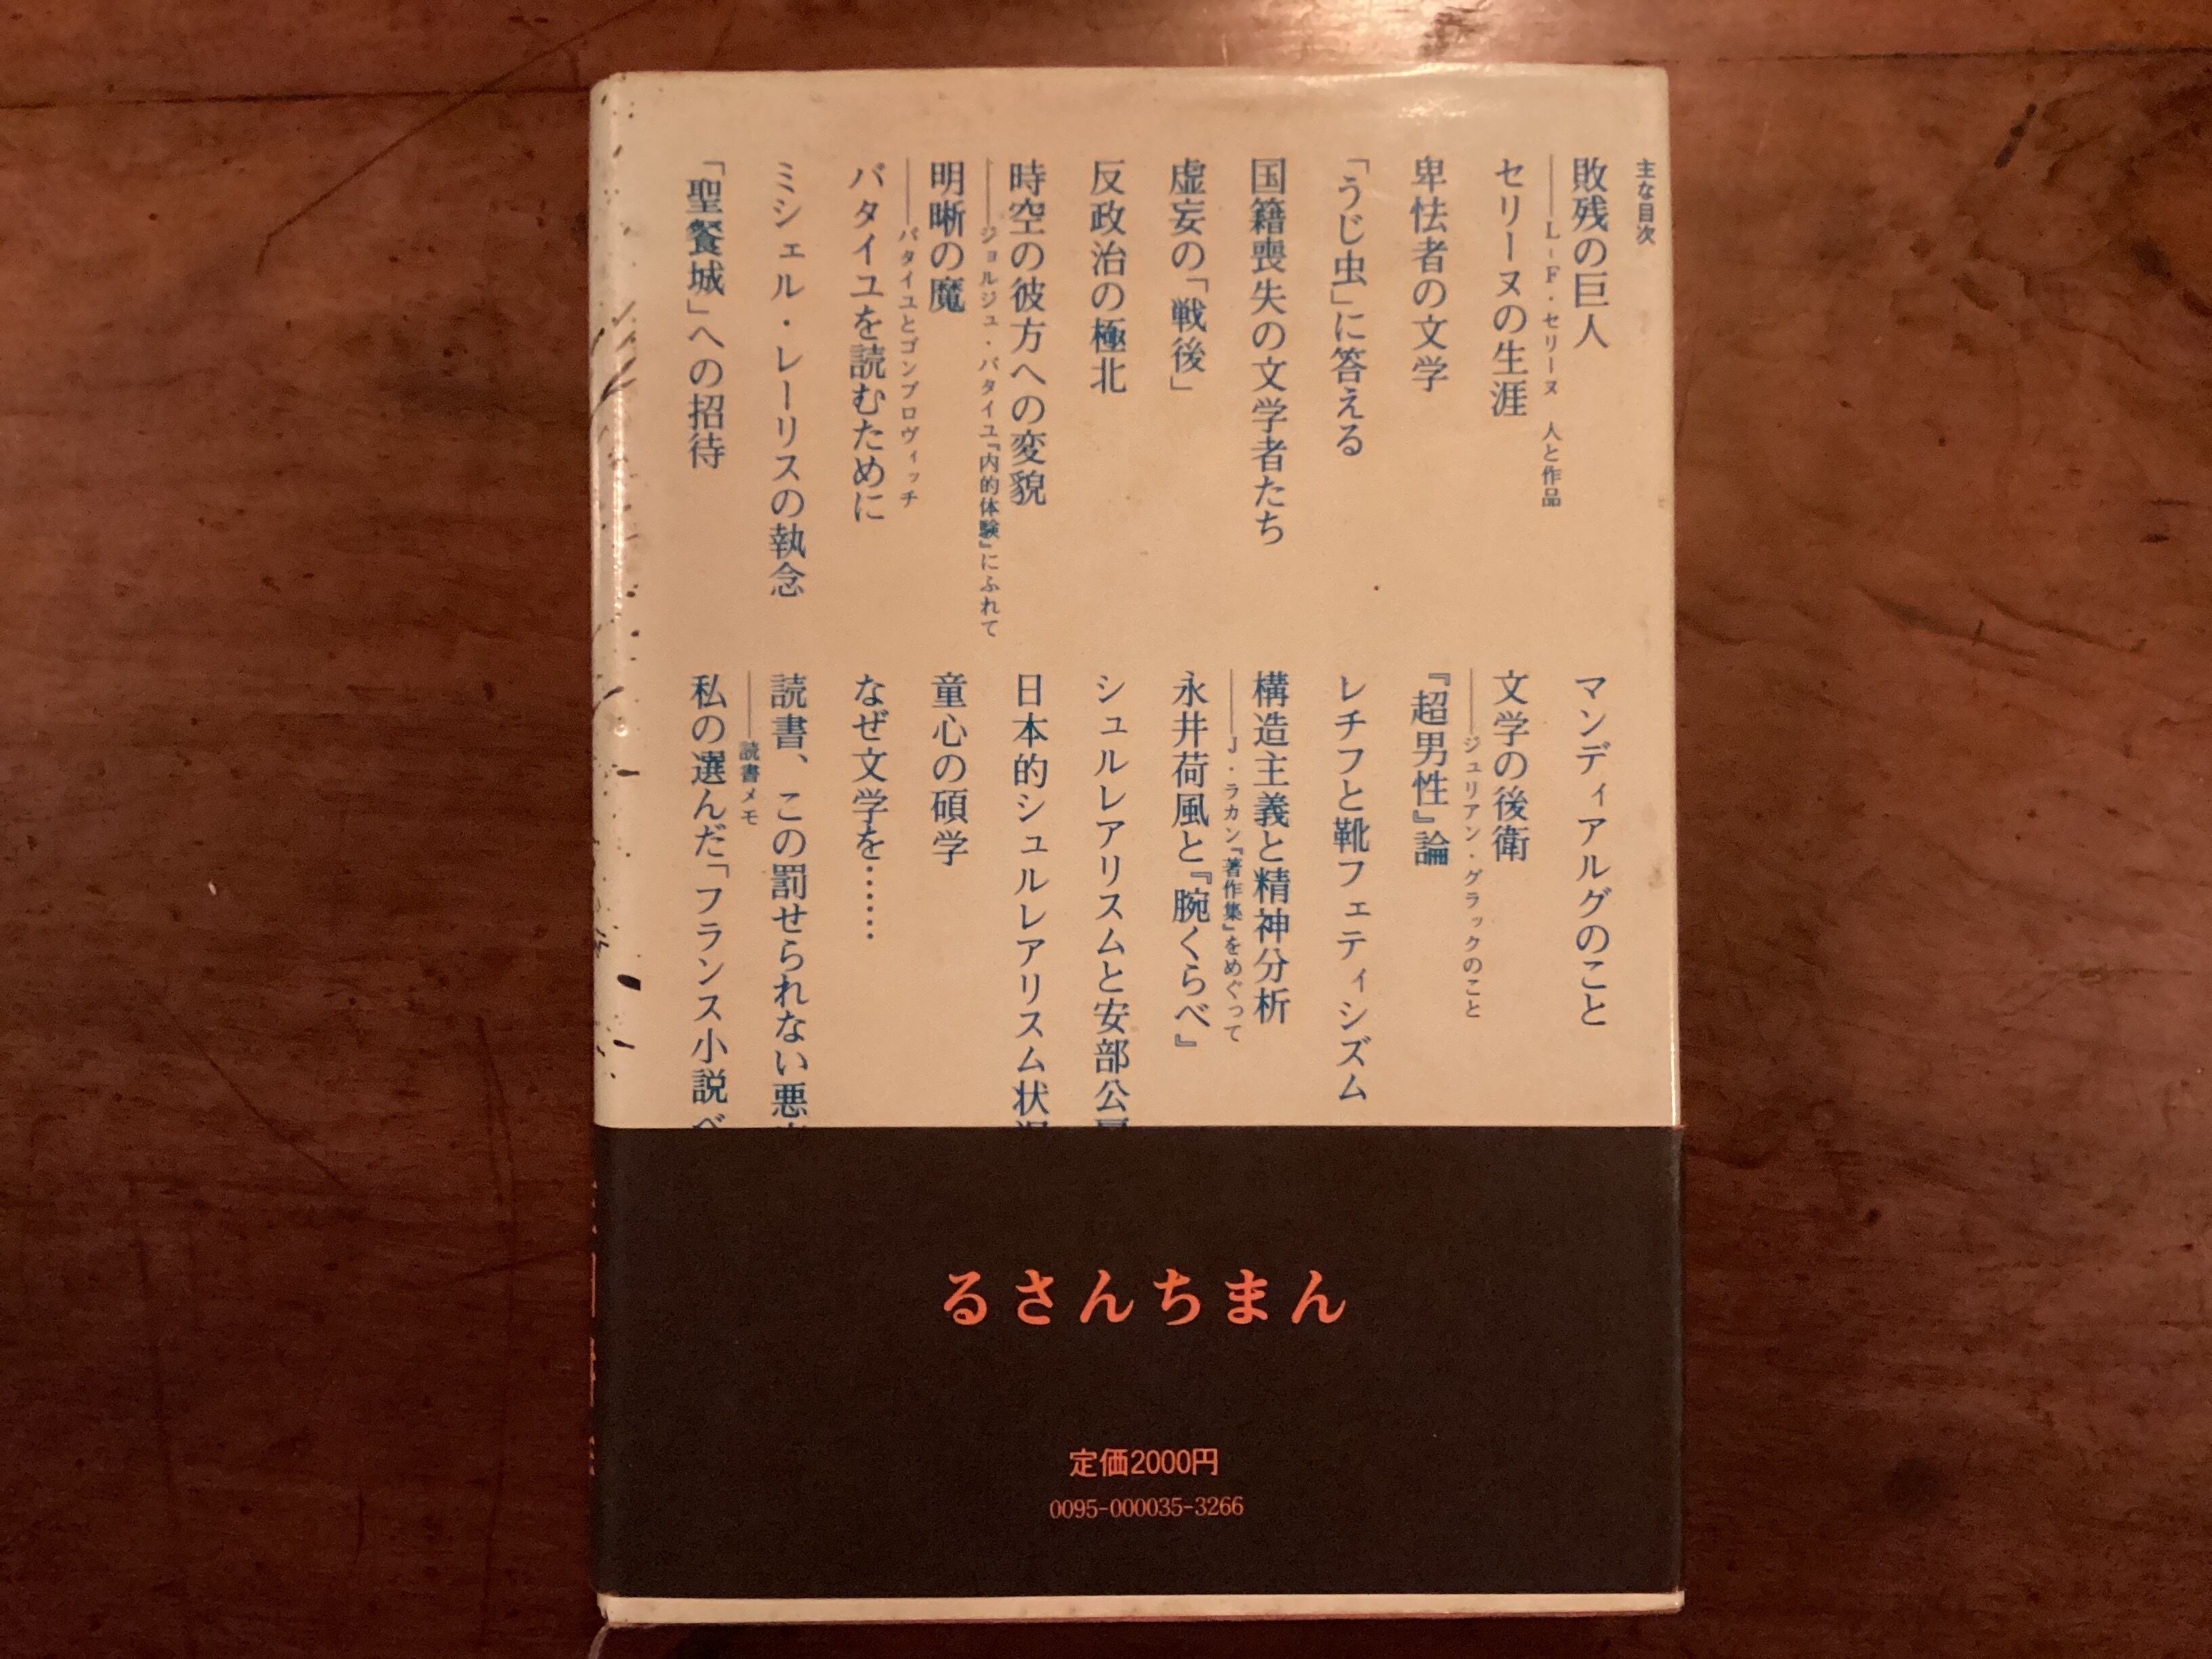 主な目次
敗残の巨人
――L-F・セリーヌ 人と作品
セリーヌの生涯
卑怯者の文学
「うじ虫」に答える
国籍喪失の文学者たち
虚妄の「戦後」
反政治の極北
時空の彼方への変貌
――ジョルジュ・バタイユ『内的体験』にふれて
明晰の魔
――バタイユとゴンブロヴィッチ
バタイユを読むために
ミシェル・レーリスの執念
「聖餐城」への招待
マンディアルグのこと
文学の後衛
――ジュリアン・グラックのこと
『超男性』論
レチフと靴フェティシズム
構造主義と精神分析
――J・ラカン『著作集』をめぐって
永井荷風と『腕くらべ』
シュルレアリスムと安部公
日本的シュルレアリスム状
童心の碩学
なぜ文学を……
読書、この罰せられない悪
――読書メモ
私の選んだ「フランス小説ベ
るさんちまん
定価2000円
0095-000035-3266